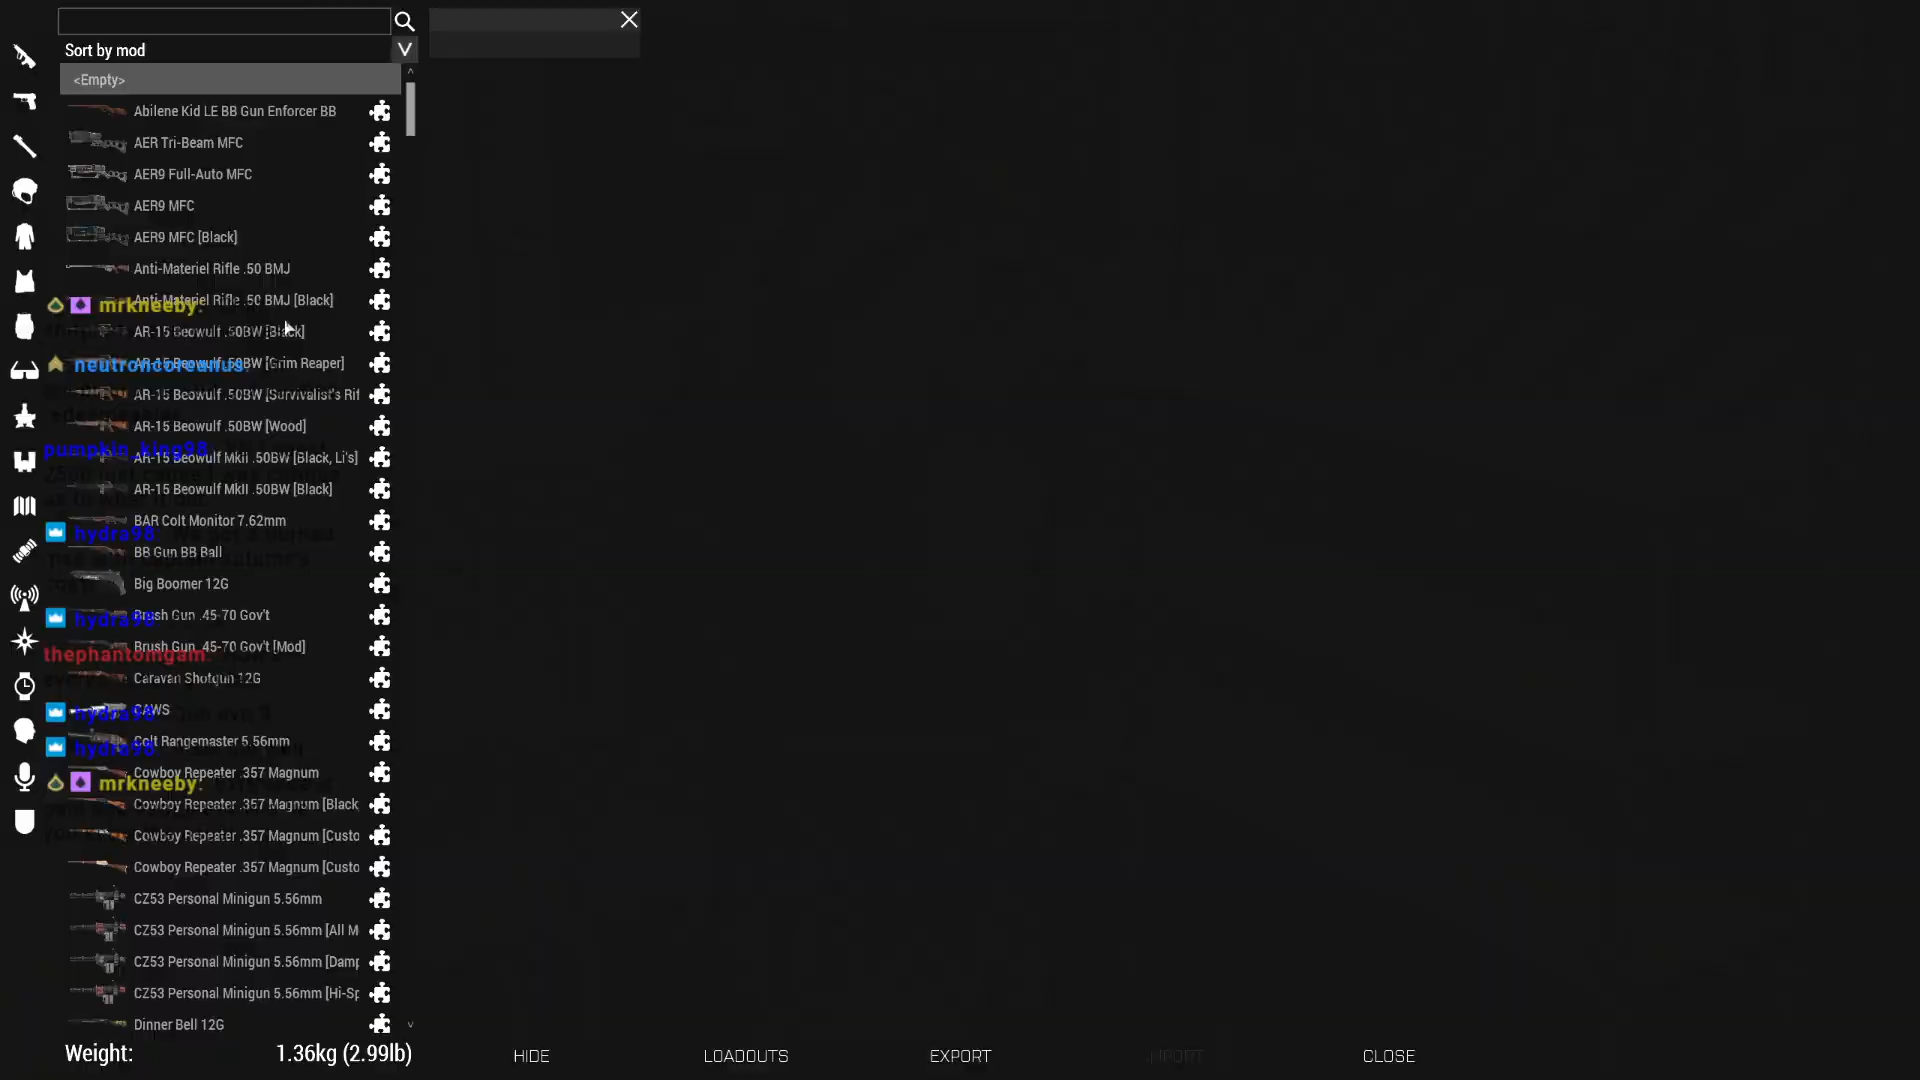 Sort by mod
V
<Empty>
Abilene Kid LE BB Gun Enforcer BB
AER Tri-Beam MFC
AER9 Full-Auto MFC
AER9 MFC
AER9 MFC [Black]
Anti-Materiel Rifle .50 BMJ
Anti-Materiel Rifle .50 BMJ [Black]
mrkneeby:
AR-15 Beowulf .50BW [Black]
AR-15 Beowulf .50BW [Grim Reaper]
AR-15 Beowulf .50BW [Survivalist's Rif
AR-15 Beowulf .50BW [Wood]
pumpkin_king98
AR-15 Beowulf MkII .50BW [Black, Li's]
AR-15 Beowulf MkII .50BW [Black]
BAR Colt Monitor 7.62mm
hydra98:
BB Gun BB Ball
Big Boomer 12G
Brush Gun .45-70 Gov't
hydra98:
Brush Gun .45-70 Gov't [Mod]
thephantomgam:
Caravan Shotgun 12G
CAWS
hydra98
Colt Rangemaster 5.56mm
hydra98
Cowboy Repeater .357 Magnum
mrkneeby:
Cowboy Repeater .357 Magnum [Black
Cowboy Repeater .357 Magnum [Custo
Cowboy Repeater .357 Magnum [Custo
CZ53 Personal Minigun 5.56mm
CZ53 Personal Minigun 5.56mm [All M
CZ53 Personal Minigun 5.56mm [Damp
CZ53 Personal Minigun 5.56mm [Hi-Sp
Dinner Bell 12G
Weight: 1.36kg (2.99lb)
HIDE LOADOUTS EXPORT IMPORT CLOSE